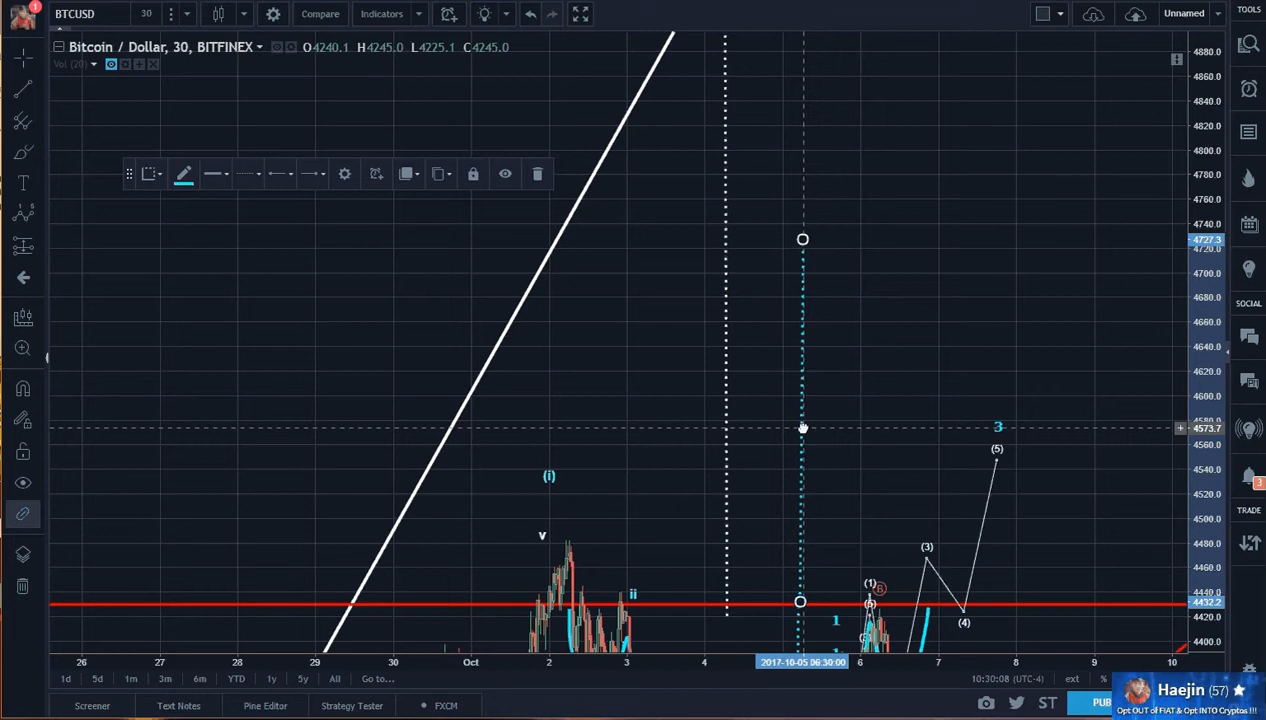 1
BTCUSD 30 Compare Indicators Unnamed
TOOLS
Bitcoin / Dollar, 30, BITFINEX O4240.1 H4245.0 L4225.1 C4245.0
Vol (20)
4880.0
4860.0
4840.0
4820.0
4800.0
4780.0
4760.0
4740.0
4727.3
4720.0
4700.0
4680.0
4660.0
4640.0
4620.0
4600.0
4580.0
4573.7
4560.0
4540.0
4520.0
4500.0
4480.0
4460.0
4440.0
4432.2
4420.0
4400.0
SOCIAL
3
TRADE
3
(5)
(i)
v
(3)
(1) B
ii
(5)
1
(4)
26 27 28 29 30 Oct 2 3 4 2017-10-05 06:30:00 6 7 8 9 10
1d 5d 1m 3m 6m YTD 1y 5y All Go to... 10:30:08 (UTC-4) ext %
Screener Text Notes Pine Editor Strategy Tester FXCM ST PUB
Haejin (57)
Opt OUT of FIAT & Opt INTO Cryptos !!!